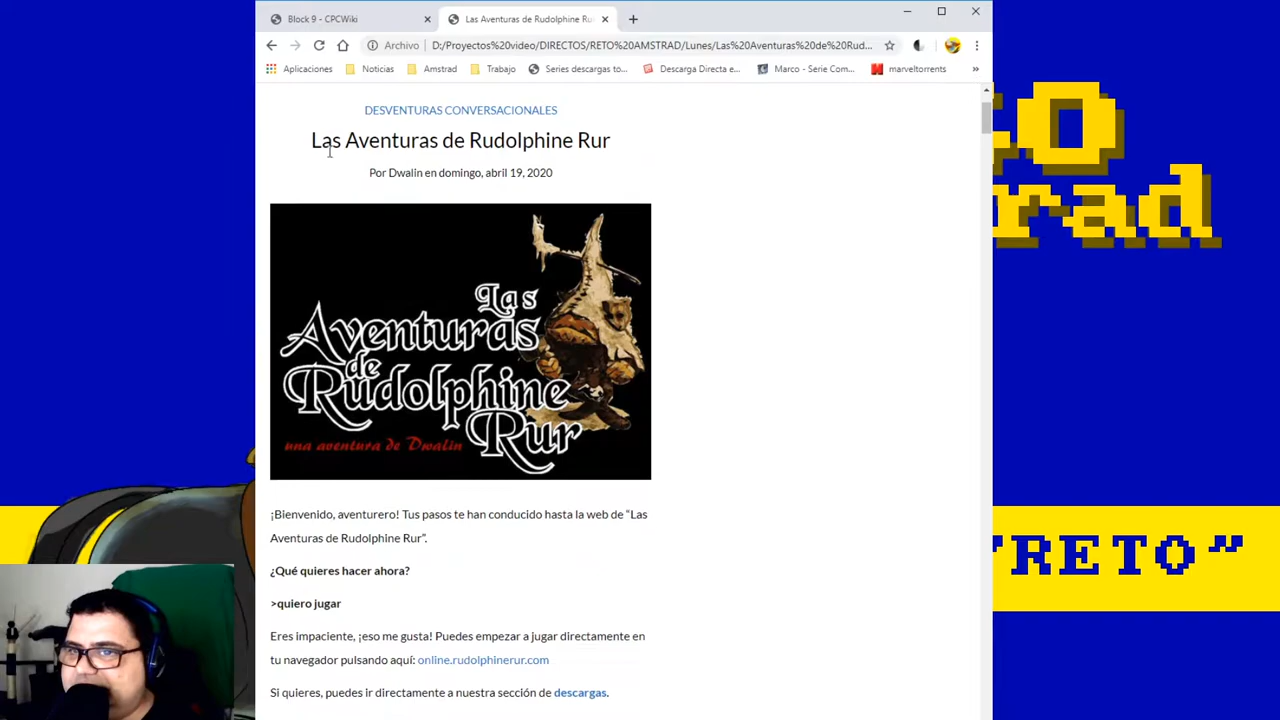 Block 9 - CPCWiki
Las Aventuras de Rudolphine Ru
Archivo
D:/Proyectos%20video/DIRECTOS/RETO%20AMSTRAD/Lunes/Las%20Aventuras%20de%20Rud...
Aplicaciones
Noticias
Amstrad
Trabajo
Series descargas to...
Descarga Directa e...
Marco - Serie Com...
marveltorrents
»
DESVENTURAS CONVERSACIONALES
Las Aventuras de Rudolphine Rur
Por Dwalin en domingo, abril 19, 2020
Las
Aventuras
de
Rudolphine
Rur
una aventura de Dwalin
¡Bienvenido, aventurero! Tus pasos te han conducido hasta la web de “Las
Aventuras de Rudolphine Rur”.
¿Qué quieres hacer ahora?
>quiero jugar
Eres impaciente, ¡eso me gusta! Puedes empezar a jugar directamente en
tu navegador pulsando aquí: online.rudolphinerur.com
Si quieres, puedes ir directamente a nuestra sección de descargas.
rad
"RETO"